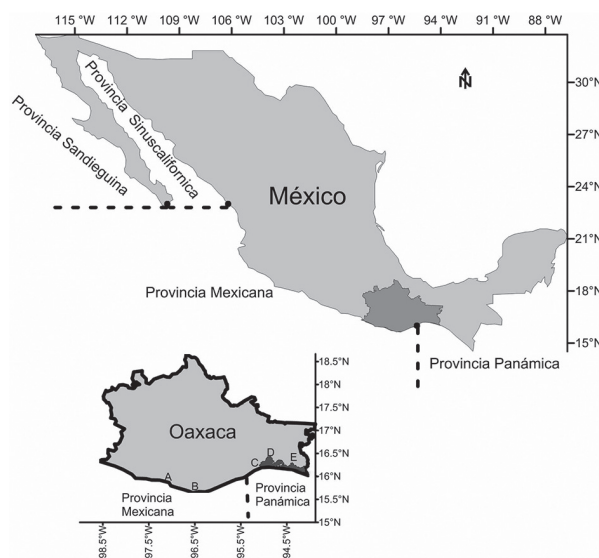 115°W 112°W 109°W 106°W 103°W 100°W 97°W 94°W 91°W 88°W
N
30°N
27°N
24°N
21°N
18°N
15°N
Provincia Sinuscalifornica
Provincia Sandieguina
México
Provincia Mexicana
Provincia Panámica
18.5°N
18°N
17.5°N
17°N
16.5°N
16°N
15.5°N
15°N
Oaxaca
A
B
C
D
E
Provincia
Mexicana
Provincia
Panámica
98.5°W 97.5°W 96.5°W 95.5°W 94.5°W